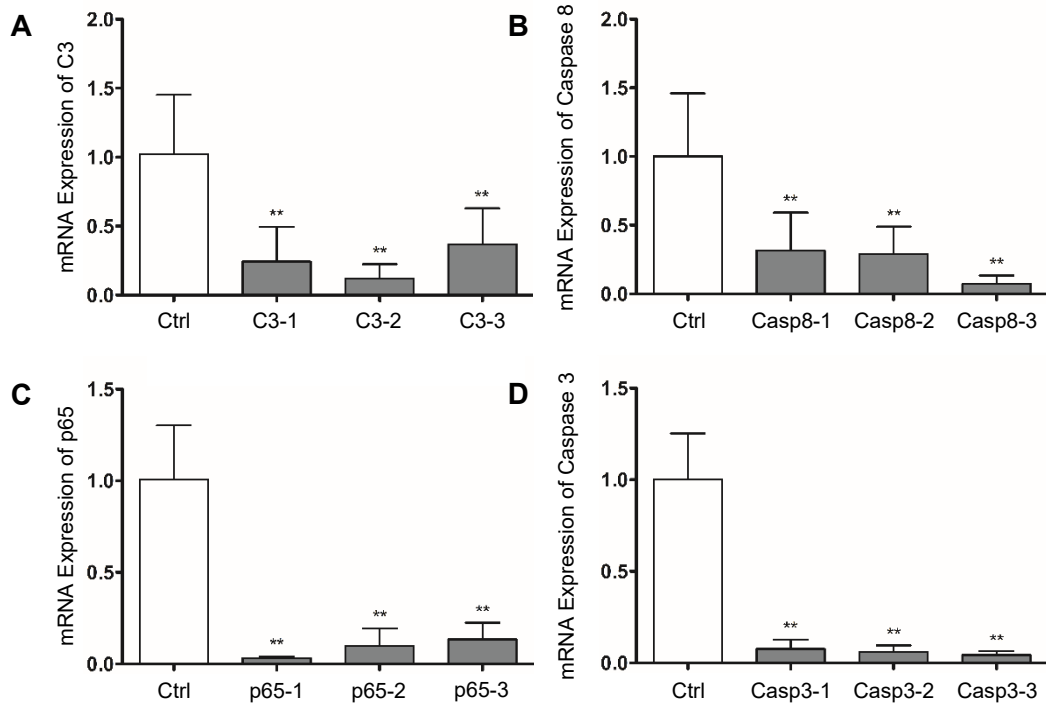 A
mRNA Expression of C3
2.0
1.5
1.0
0.5
0.0
**
**
**
Ctrl C3-1 C3-2 C3-3
B
mRNA Expression of Caspase 8
2.0
1.5
1.0
0.5
0.0
**
**
**
Ctrl Casp8-1 Casp8-2 Casp8-3
C
mRNA Expression of p65
1.5
1.0
0.5
0.0
**
**
**
Ctrl p65-1 p65-2 p65-3
D
mRNA Expression of Caspase 3
1.5
1.0
0.5
0.0
**
**
**
Ctrl Casp3-1 Casp3-2 Casp3-3